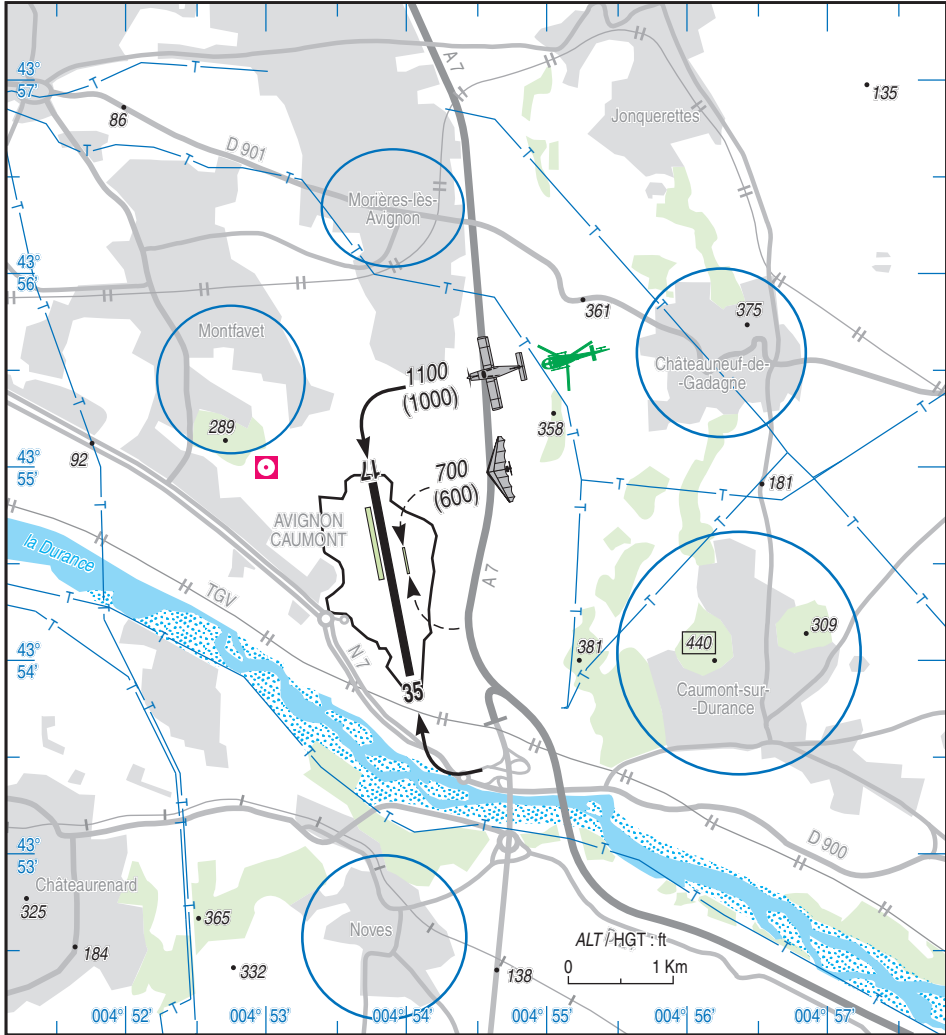 A 7
43°
57'
135
86
Jonquerettes
D 901
Morières-lès-
Avignon
43°
56'
361
375
Montfavet
Châteauneuf-de-
-Gadagne
1100
(1000)
289
358
92
43°
55'
17
700
(600)
181
AVIGNON
CAUMONT
la Durance
A 7
TGV
309
440
381
43°
54'
N 7
35
Caumont-sur-
-Durance
43°
53'
D 900
Châteaurenard
325
365
Noves
184
332
138
ALT / HGT : ft
0 1 Km
004° 52' 004° 53' 004° 54' 004° 55' 004° 56' 004° 57'